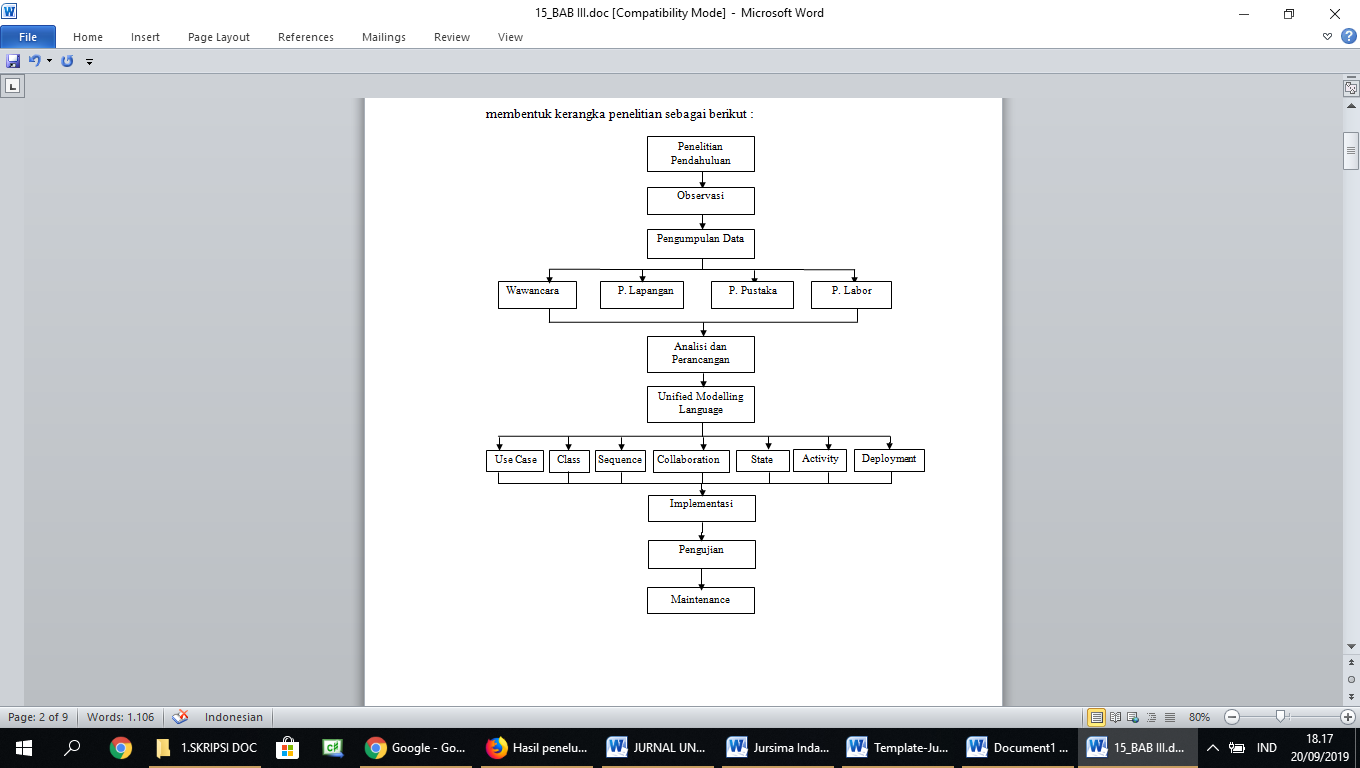 15_BAB III.doc [Compatibility Mode] - Microsoft Word
File Home Insert Page Layout References Mailings Review View
membentuk kerangka penelitian sebagai berikut :
Penelitian
Pendahuluan
Observasi
Pengumpulan Data
Wawancara P. Lapangan P. Pustaka P. Labor
Analisi dan
Perancangan
Unified Modelling
Language
Use Case Class Sequence Collaboration State Activity Deployment
Implementasi
Pengujian
Maintenance
Page: 2 of 9 Words: 1.106 Indonesian 80%
1.SKRIPSI DOC Google - Go... Hasil penelu... JURNAL UN... Jursima Inda... Template-Ju... Document1 ... 15_BAB III.d... IND 18.17
20/09/2019